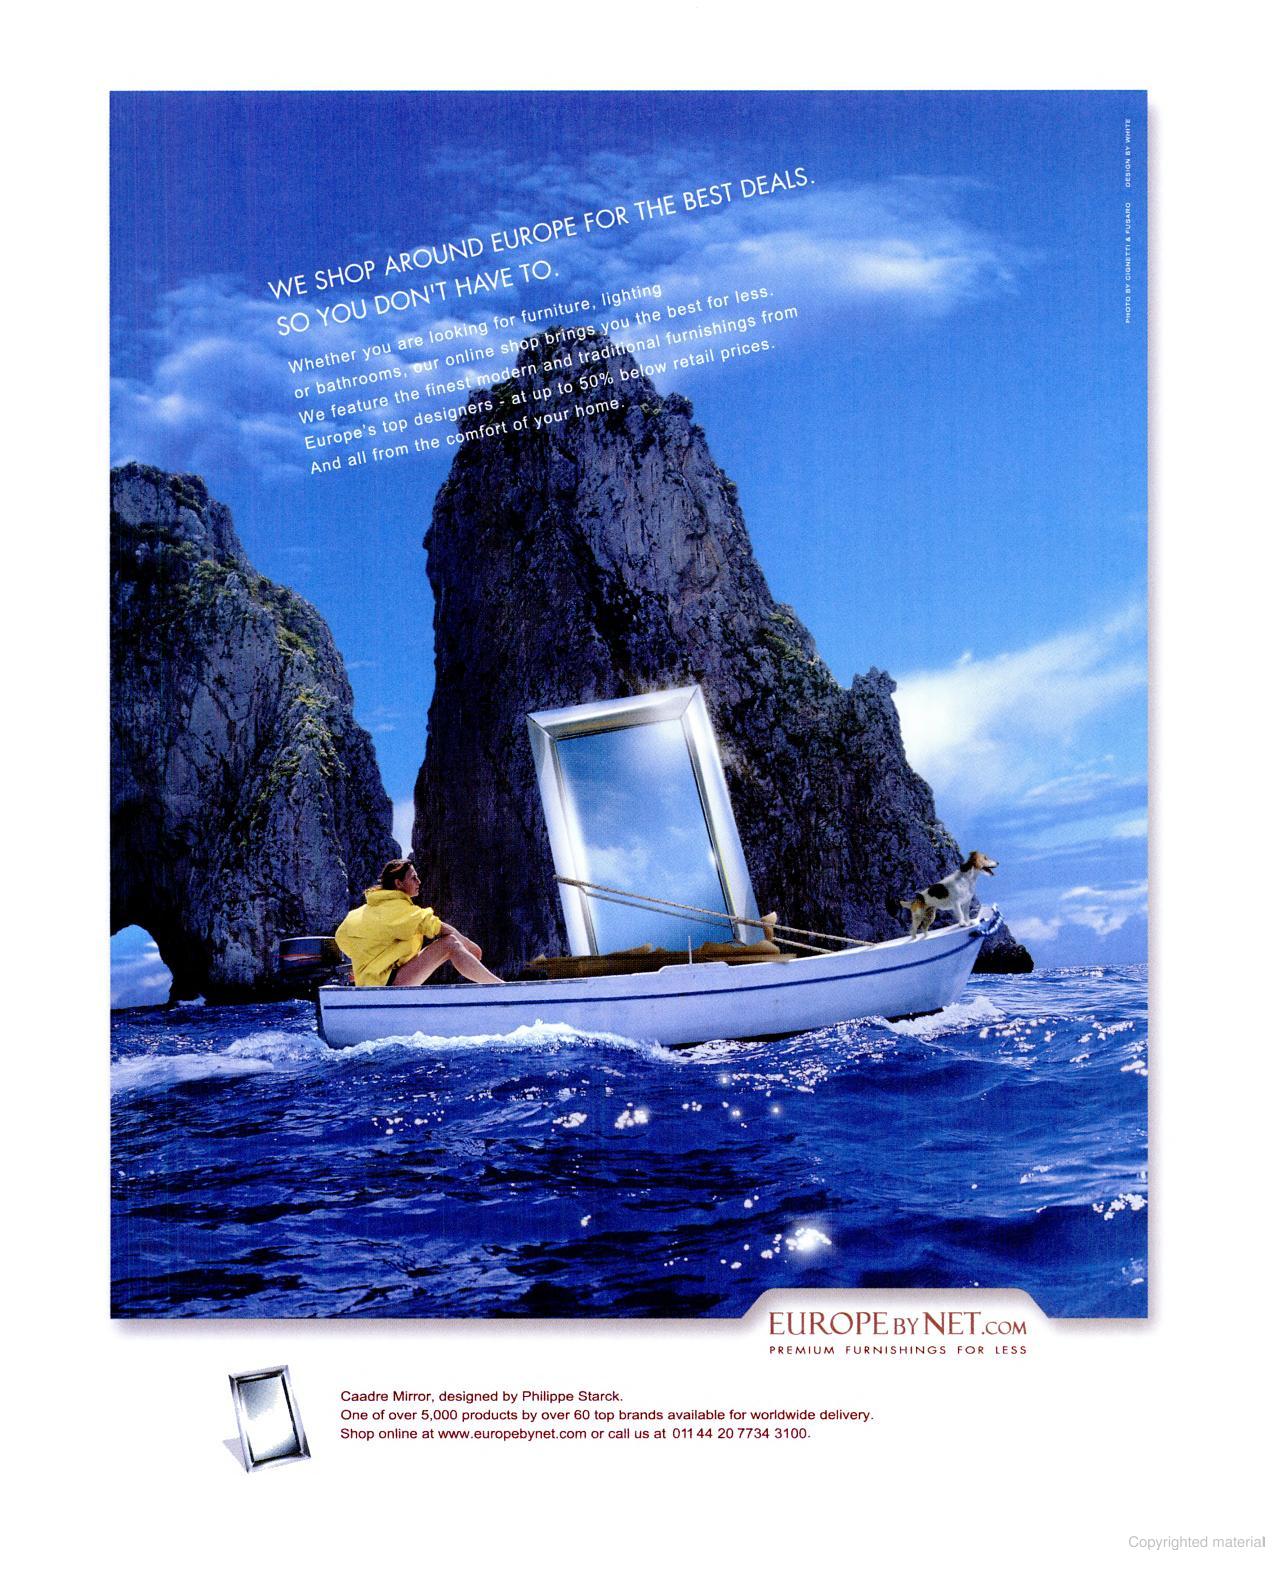 PHOTO BY CIGNETTI & FUSARO DESIGN BY WHITE
WE SHOP AROUND EUROPE FOR THE BEST DEALS.
SO YOU DON'T HAVE TO.
Whether you are looking for furniture, lighting
or bathrooms, our online shop brings you the best for less.
We feature the finest modern and traditional furnishings from
Europe's top designers - at up to 50% below retail prices.
And all from the comfort of your home.
EUROPE BY NET.COM
PREMIUM FURNISHINGS FOR LESS
Caadre Mirror, designed by Philippe Starck.
One of over 5,000 products by over 60 top brands available for worldwide delivery.
Shop online at www.europebynet.com or call us at 011 44 20 7734 3100.
Copyrighted material